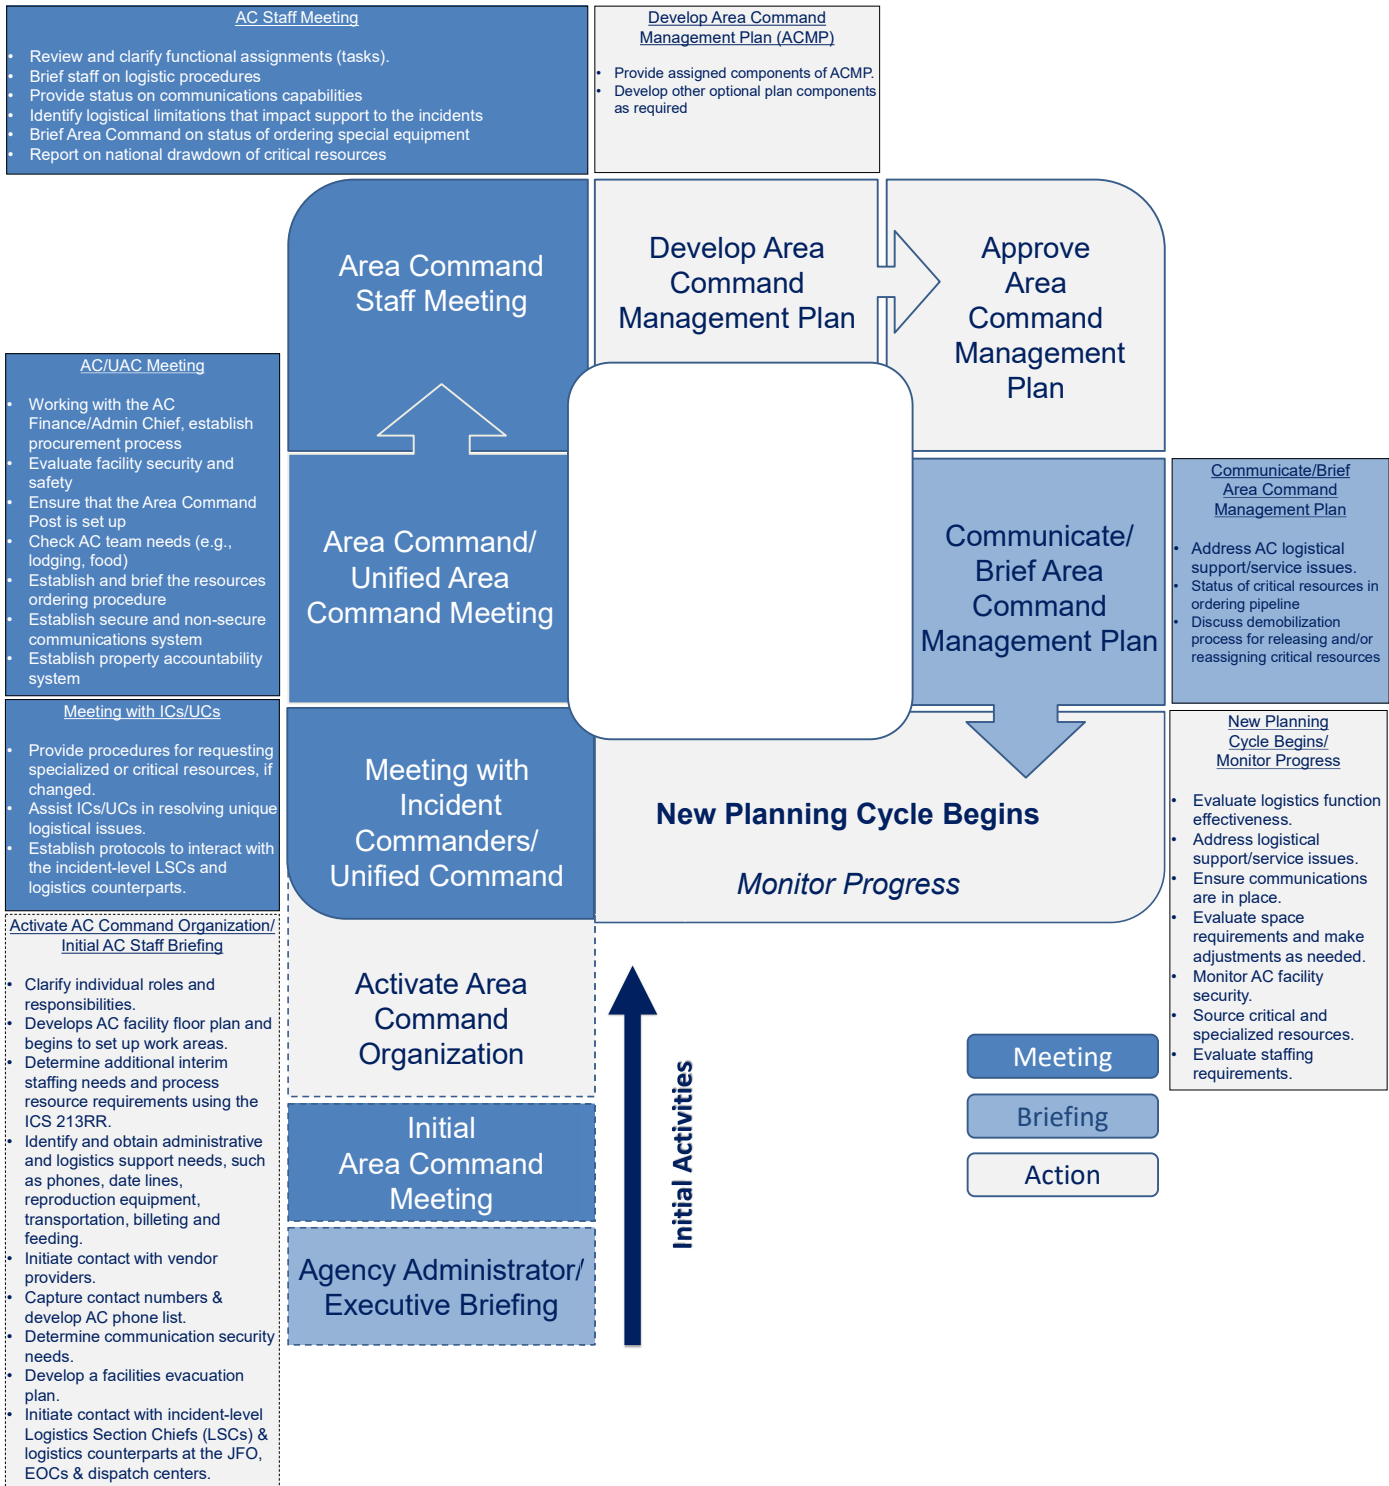 AC Staff Meeting
• Review and clarify functional assignments (tasks).
• Brief staff on logistic procedures
• Provide status on communications capabilities
• Identify logistical limitations that impact support to the incidents
• Brief Area Command on status of ordering special equipment
• Report on national drawdown of critical resources
Develop Area Command
Management Plan (ACMP)
• Provide assigned components of ACMP.
• Develop other optional plan components
as required
Area Command
Staff Meeting
Develop Area
Command
Management Plan
Approve
Area
Command
Management
Plan
AC/UAC Meeting
• Working with the AC
Finance/Admin Chief, establish
procurement process
• Evaluate facility security and
safety
• Ensure that the Area Command
Post is set up
• Check AC team needs (e.g.,
lodging, food)
• Establish and brief the resources
ordering procedure
• Establish secure and non-secure
communications system
• Establish property accountability
system
Area Command/
Unified Area
Command Meeting
Communicate/
Brief Area
Command
Management Plan
Communicate/Brief
Area Command
Management Plan
• Address AC logistical
support/service issues.
• Status of critical resources in
ordering pipeline
• Discuss demobilization
process for releasing and/or
reassigning critical resources
Meeting with ICs/UCs
• Provide procedures for requesting
specialized or critical resources, if
changed.
• Assist ICs/UCs in resolving unique
logistical issues.
• Establish protocols to interact with
the incident-level LSCs and
logistics counterparts.
Meeting with
Incident
Commanders/
Unified Command
New Planning Cycle Begins
Monitor Progress
New Planning
Cycle Begins/
Monitor Progress
• Evaluate logistics function
effectiveness.
• Address logistical
support/service issues.
• Ensure communications
are in place.
• Evaluate space
requirements and make
adjustments as needed.
• Monitor AC facility
security.
• Source critical and
specialized resources.
• Evaluate staffing
requirements.
Activate AC Command Organization/
Initial AC Staff Briefing
• Clarify individual roles and
responsibilities.
• Develops AC facility floor plan and
begins to set up work areas.
• Determine additional interim
staffing needs and process
resource requirements using the
ICS 213RR.
• Identify and obtain administrative
and logistics support needs, such
as phones, date lines,
reproduction equipment,
transportation, billeting and
feeding.
• Initiate contact with vendor
providers.
• Capture contact numbers &
develop AC phone list.
• Determine communication security
needs.
• Develop a facilities evacuation
plan.
• Initiate contact with incident-level
Logistics Section Chiefs (LSCs) &
logistics counterparts at the JFO,
EOCs & dispatch centers.
Activate Area
Command
Organization
Initial
Area Command
Meeting
Agency Administrator/
Executive Briefing
Initial Activities
Meeting
Briefing
Action